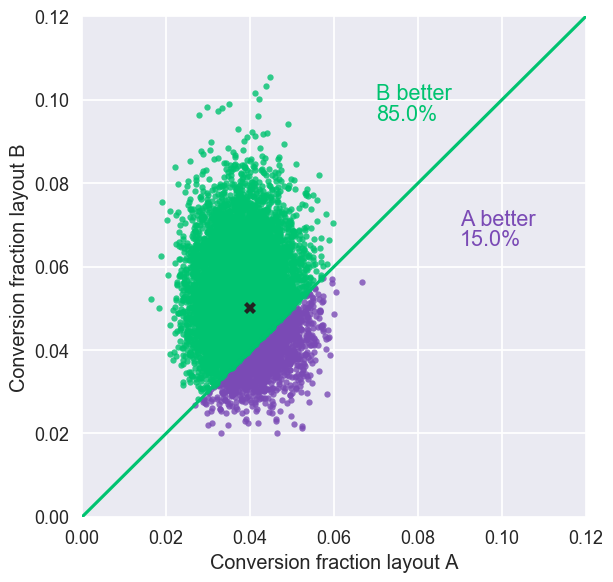 0.12
0.10
0.08
0.06
0.04
0.02
0.00
Conversion fraction layout B
B better
85.0%
A better
15.0%
0.00 0.02 0.04 0.06 0.08 0.10 0.12
Conversion fraction layout A